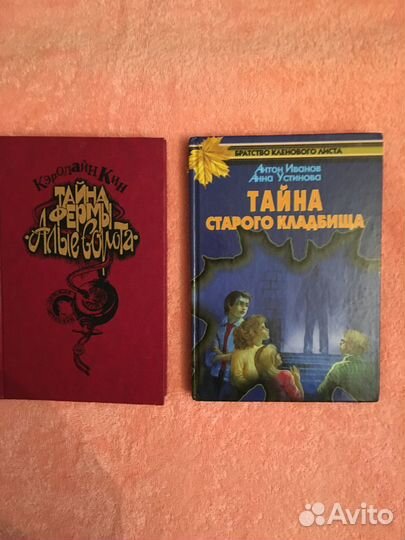 Кэролайн Кин
ТАЙНА
ФЕРМЫ
"Алые Ворота"
БРАТСТВО КЛЕНОВОГО ЛИСТА
Антон Иванов
Анна Устинова
ТАЙНА
СТАРОГО КЛАДБИЩА
Avito